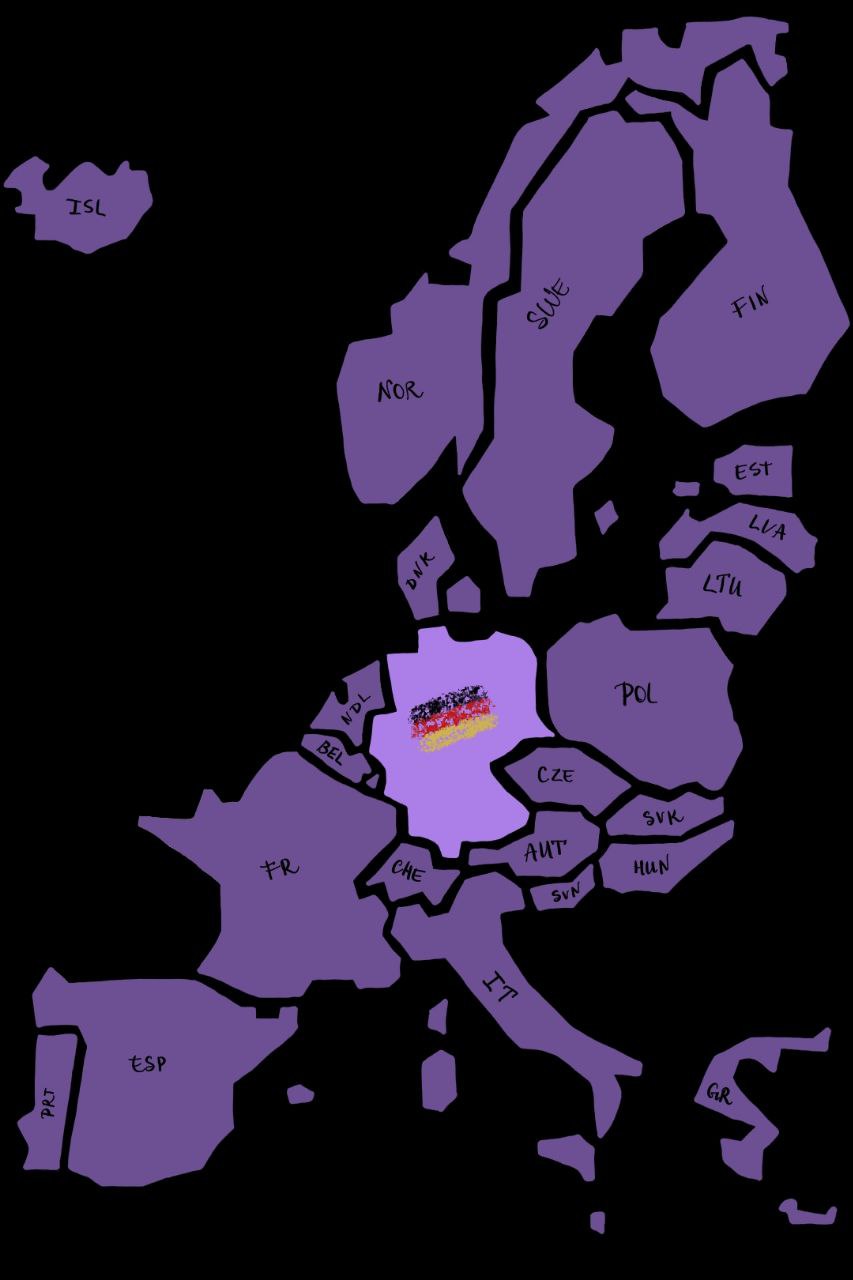 ISL
SWE
FIN
NOR
EST
LVA
DNK
LTU
POL
NDL
BEL
CZE
SVK
AUT
HUN
FR
CHE
SVN
IT
ESP
GR
PRT